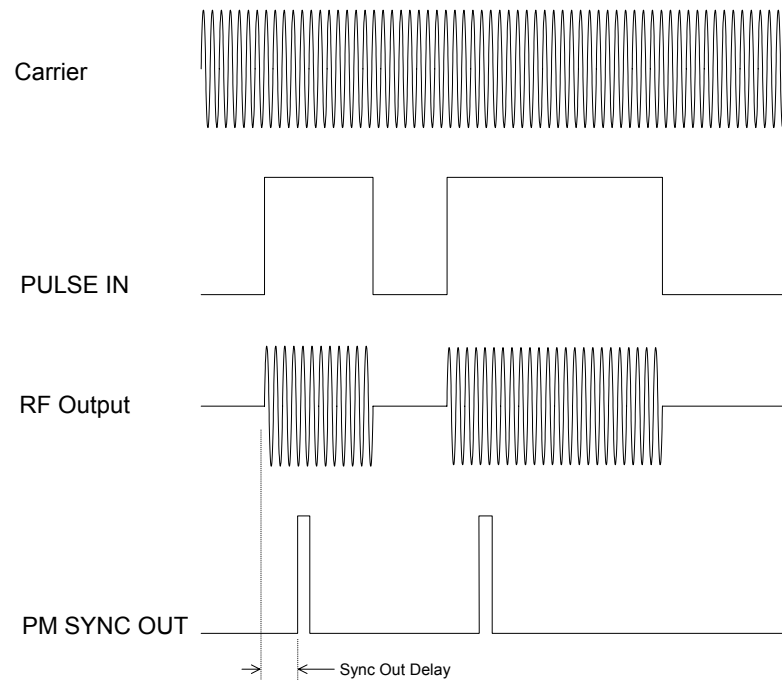 Carrier
PULSE IN
RF Output
PM SYNC OUT
Sync Out Delay